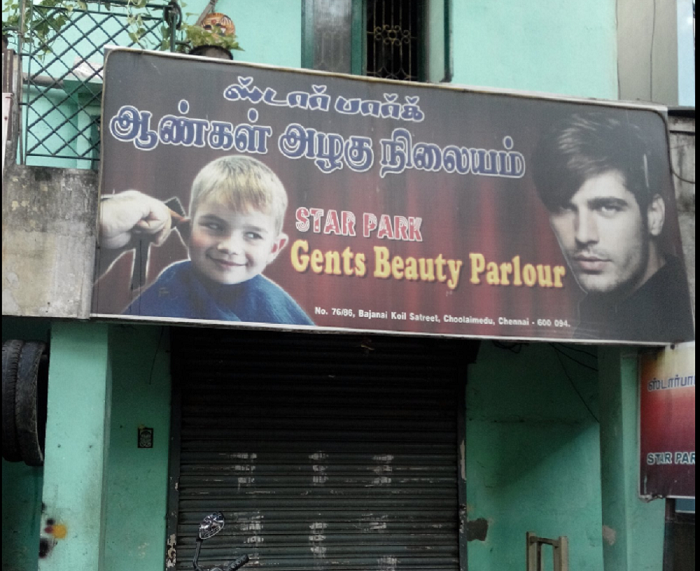 ஸ்டார் பார்க்
ஆண்கள் அழகு நிலையம்
STAR PARK
Gents Beauty Parlour
No. 76/86, Bajanai Koil Satreet, Choolaimedu, Chennai - 600 094.
ஸ்டார்பா
STAR PAR